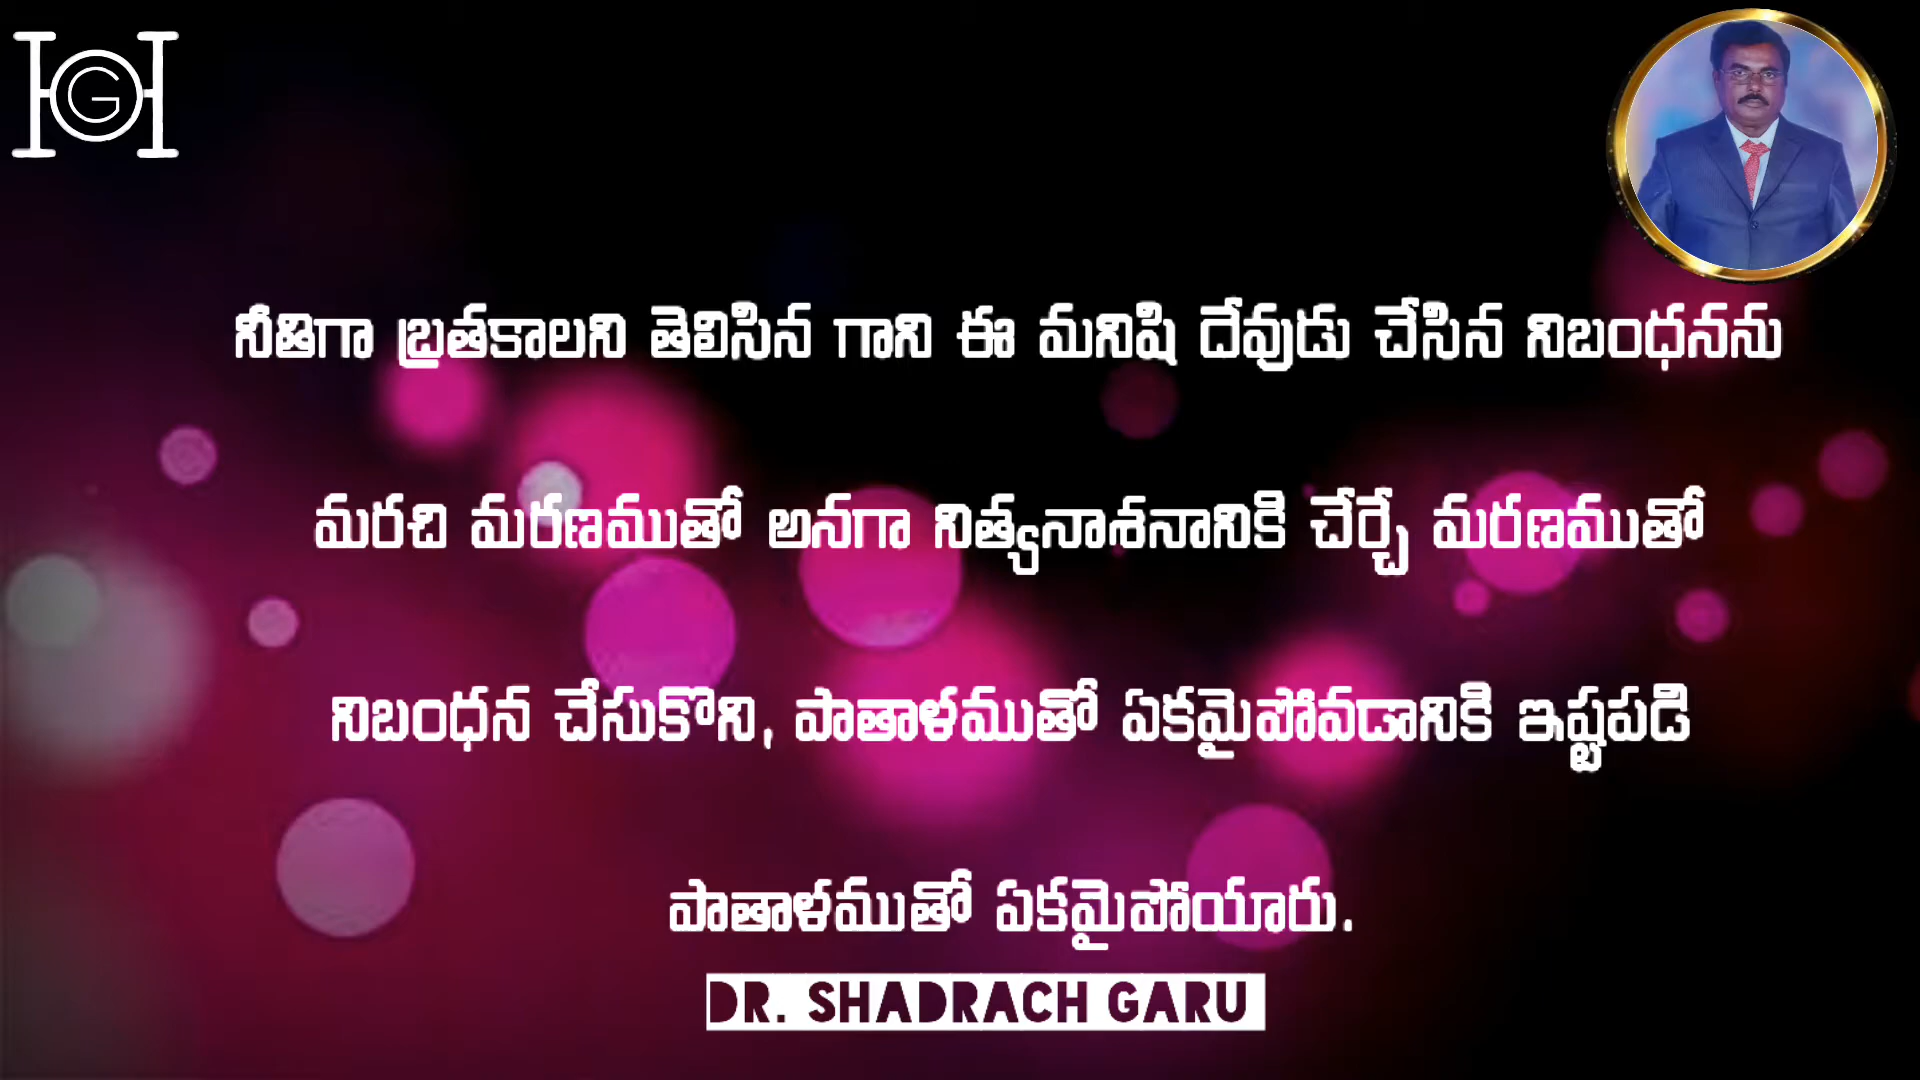 HGH
నీతిగా బ్రతకాలని తెలిసిన గాని ఈ మనిషి దేవుడు చేసిన నిబంధనను
మరచి మరణముతో అనగా నిత్యనాశనానికి చేర్చే మరణముతో
నిబంధన చేసుకొని, పాతాళముతో ఏకమైపోవడానికి ఇష్టపడి
పాతాళముతో ఏకమైపోయారు.
DR. SHADRACH GARU